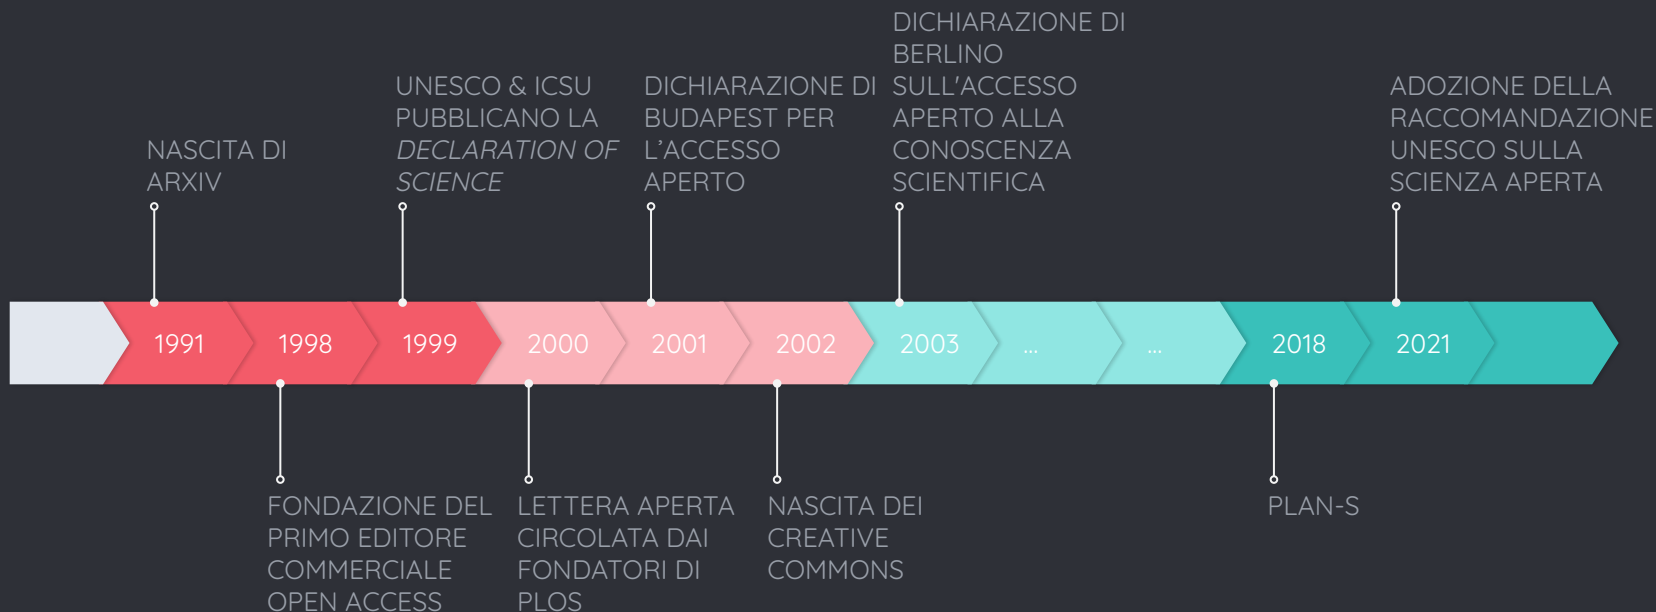 NASCITA DI
ARXIV
UNESCO & ICSU
PUBBLICANO LA
DECLARATION OF
SCIENCE
DICHIARAZIONE DI
BUDAPEST PER
L’ACCESSO
APERTO
DICHIARAZIONE DI
BERLINO
SULL'ACCESSO
APERTO ALLA
CONOSCENZA
SCIENTIFICA
ADOZIONE DELLA
RACCOMANDAZIONE
UNESCO SULLA
SCIENZA APERTA
1991 1998 1999 2000 2001 2002 2003 ... ... 2018 2021
FONDAZIONE DEL
PRIMO EDITORE
COMMERCIALE
OPEN ACCESS
LETTERA APERTA
CIRCOLATA DAI
FONDATORI DI
PLOS
NASCITA DEI
CREATIVE
COMMONS
PLAN-S